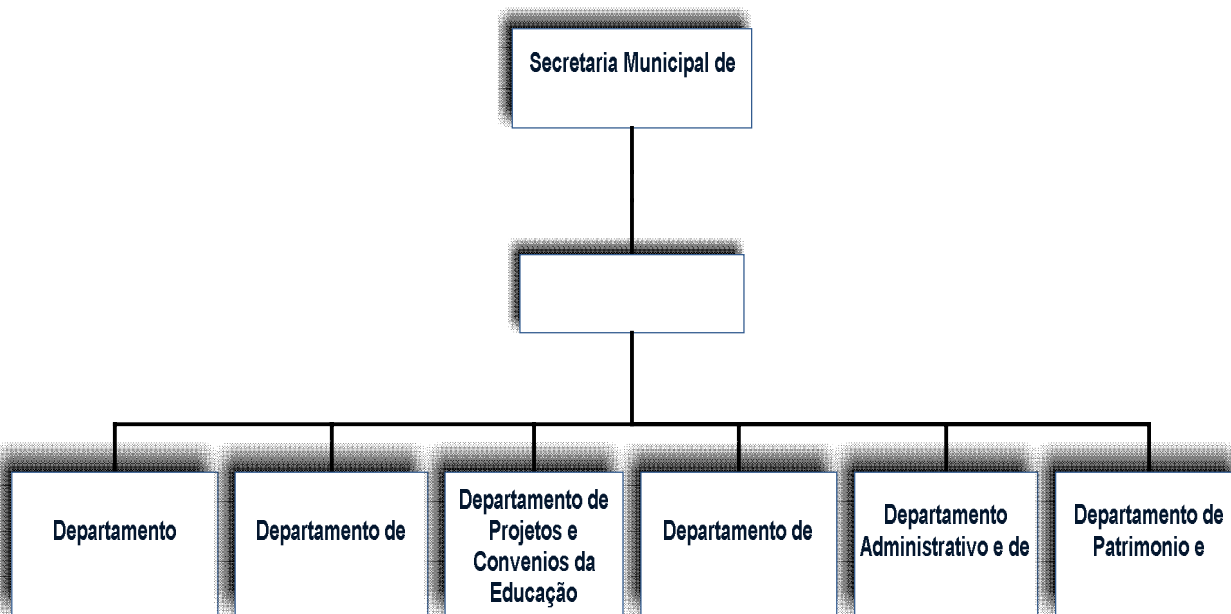 Secretaria Municipal de
Departamento
Departamento de
Departamento de
Projetos e
Convenios da
Educação
Departamento de
Departamento
Administrativo e de
Departamento de
Patrimonio e